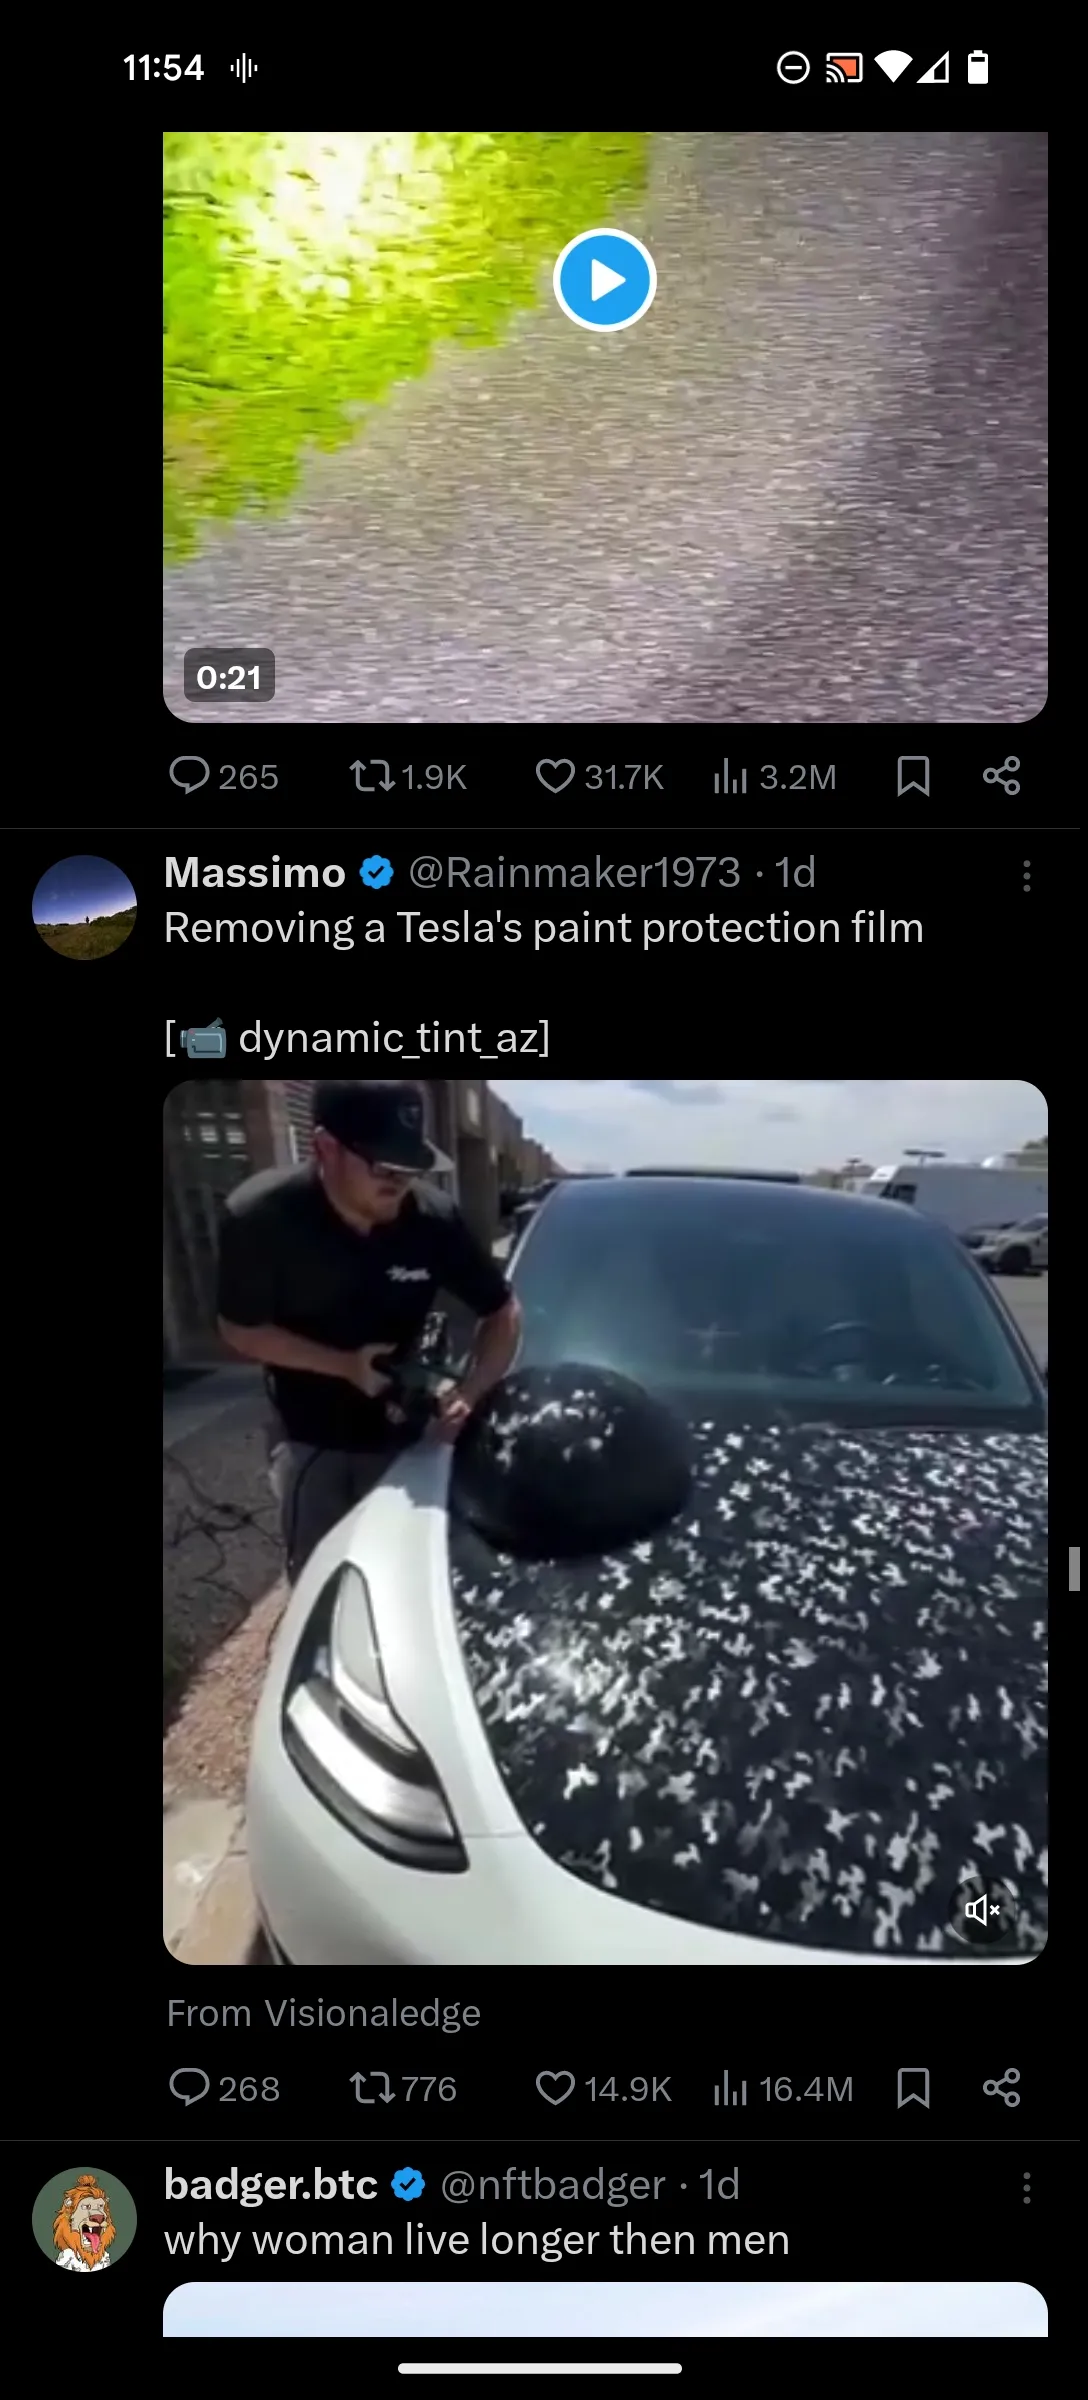 11:54
0:21
265 1.9K 31.7K 3.2M
Massimo @Rainmaker1973 · 1d
Removing a Tesla's paint protection film
[📹 dynamic_tint_az]
From Visionaledge
268 776 14.9K 16.4M
badger.btc @nftbadger · 1d
why woman live longer then men